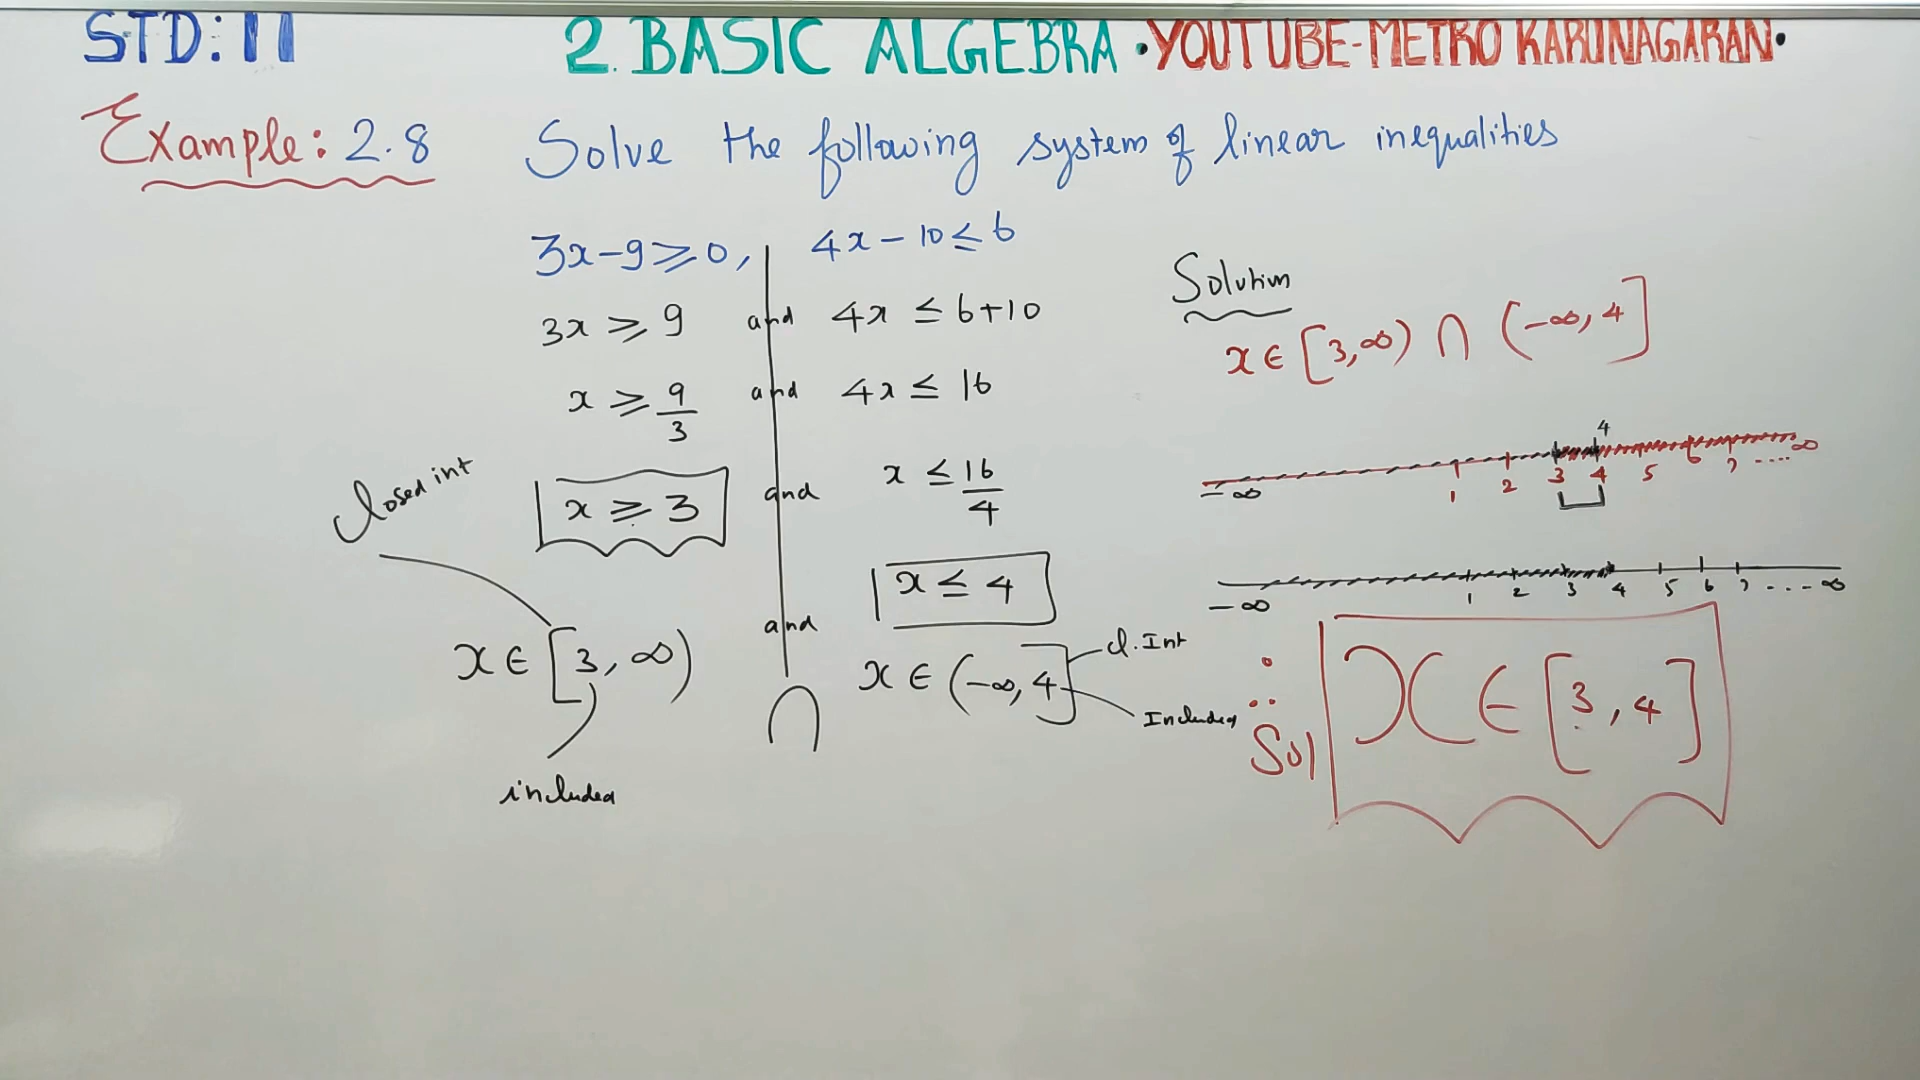 STD: 11 2. BASIC ALGEBRA • YOUTUBE-METRO KARUNAGARAN •
Example: 2.8 Solve the following system of linear inequalities
3x-9 ≥ 0, 4x - 10 ≤ 6
3x ≥ 9 and 4x ≤ 6+10
x ≥ 9/3 and 4x ≤ 16
Closed int
x ≥ 3 and x ≤ 16/4
x ≤ 4
and
x ∈ [3, ∞) ∩ x ∈ (-∞, 4]
cl. Int
Included
included
Solution
x ∈ [3, ∞) ∩ (-∞, 4]
4
-∞ 1 2 3 4 5 6 7 .... ∞
-∞ 1 2 3 4 5 6 7 .... ∞
∴ Sol x ∈ [3, 4]